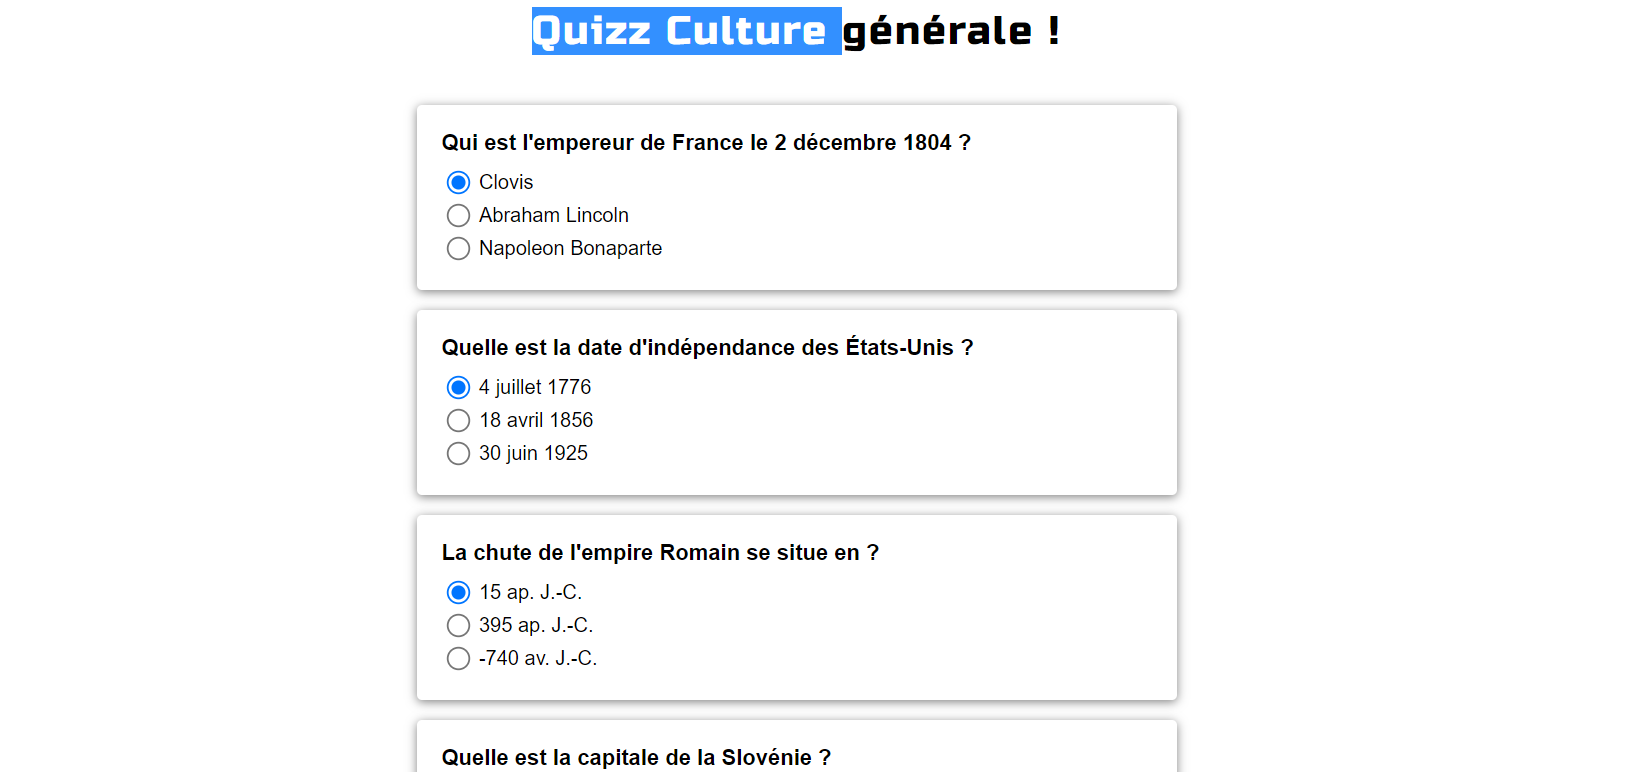 Quizz Culture générale !
Qui est l'empereur de France le 2 décembre 1804 ?
Clovis
Abraham Lincoln
Napoleon Bonaparte
Quelle est la date d'indépendance des États-Unis ?
4 juillet 1776
18 avril 1856
30 juin 1925
La chute de l'empire Romain se situe en ?
15 ap. J.-C.
395 ap. J.-C.
-740 av. J.-C.
Quelle est la capitale de la Slovénie ?